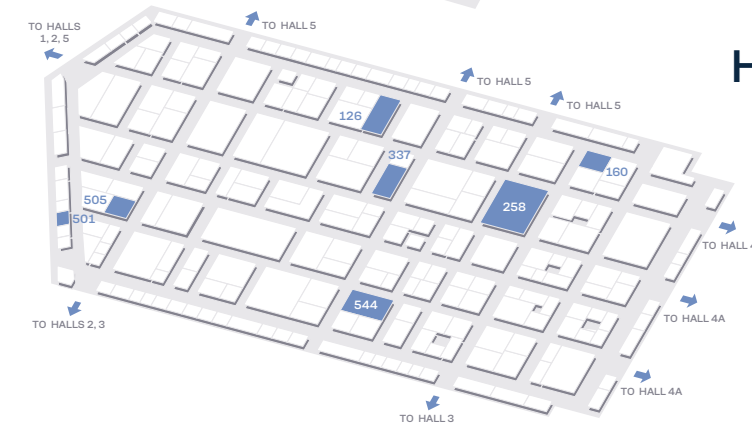 TO HALLS
1, 2, 5
TO HALL 5
TO HALL 5
TO HALL 5
126
337
160
505
501
258
TO HALL
544
TO HALL 4A
TO HALLS 2, 3
TO HALL 4A
TO HALL 3